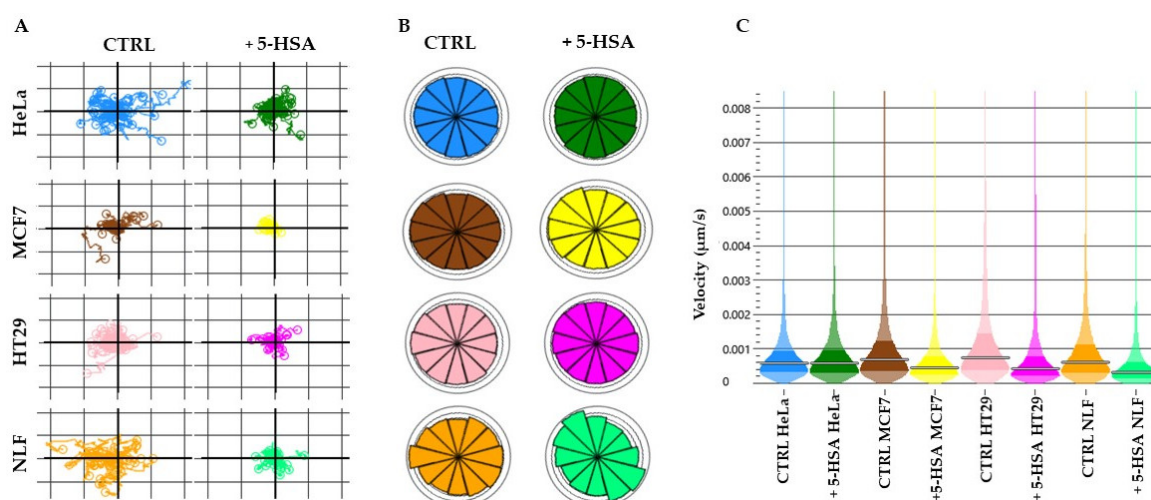 A
B
C
CTRL
+ 5-HSA
CTRL
+ 5-HSA
HeLa
MCF7
HT29
NLF
Velocity (µm/s)
0.008
0.007
0.006
0.005
0.004
0.003
0.002
0.001
0
CTRL HeLa
+ 5-HSA HeLa
CTRL MCF7
+5-HSA MCF7
CTRL HT29
+ 5-HSA HT29
CTRL NLF
+ 5-HSA NLF